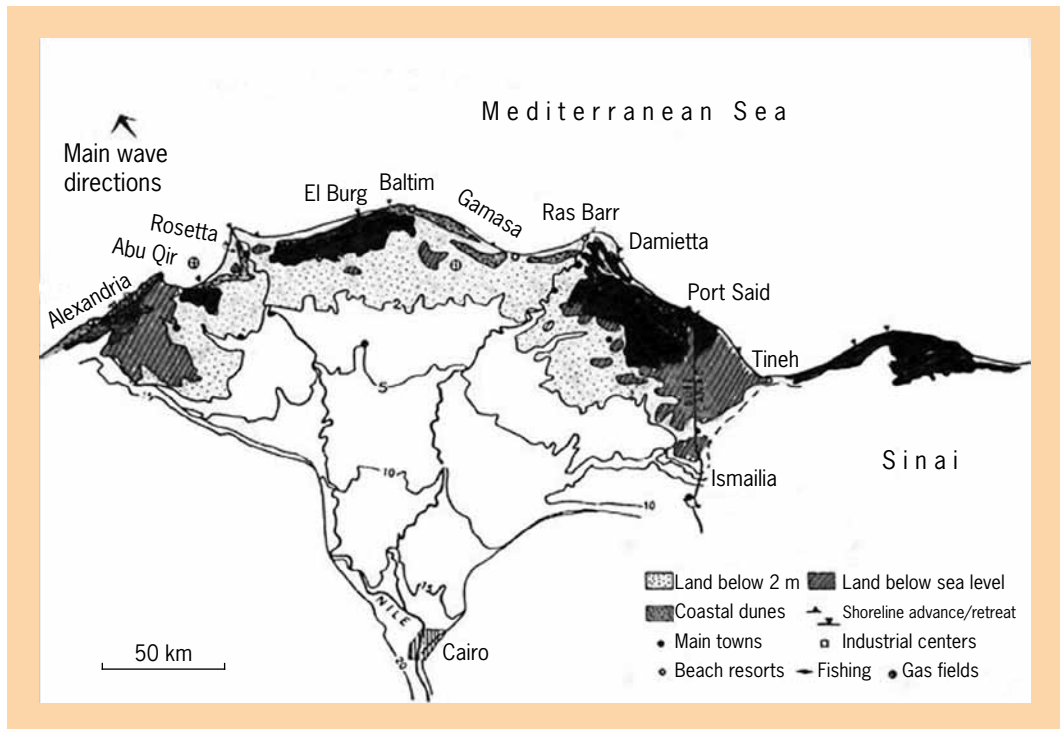 Mediterranean Sea
Main wave
directions
El Burg
Baltim
Gamasa
Ras Barr
Rosetta
Damietta
Abu Qir
Alexandria
Port Said
Tineh
2
5
Sinai
10
Ismailia
10
15
NILE
20
Cairo
50 km
Land below 2 m
Land below sea level
Coastal dunes
Shoreline advance/retreat
Main towns
Industrial centers
Beach resorts
Fishing
Gas fields